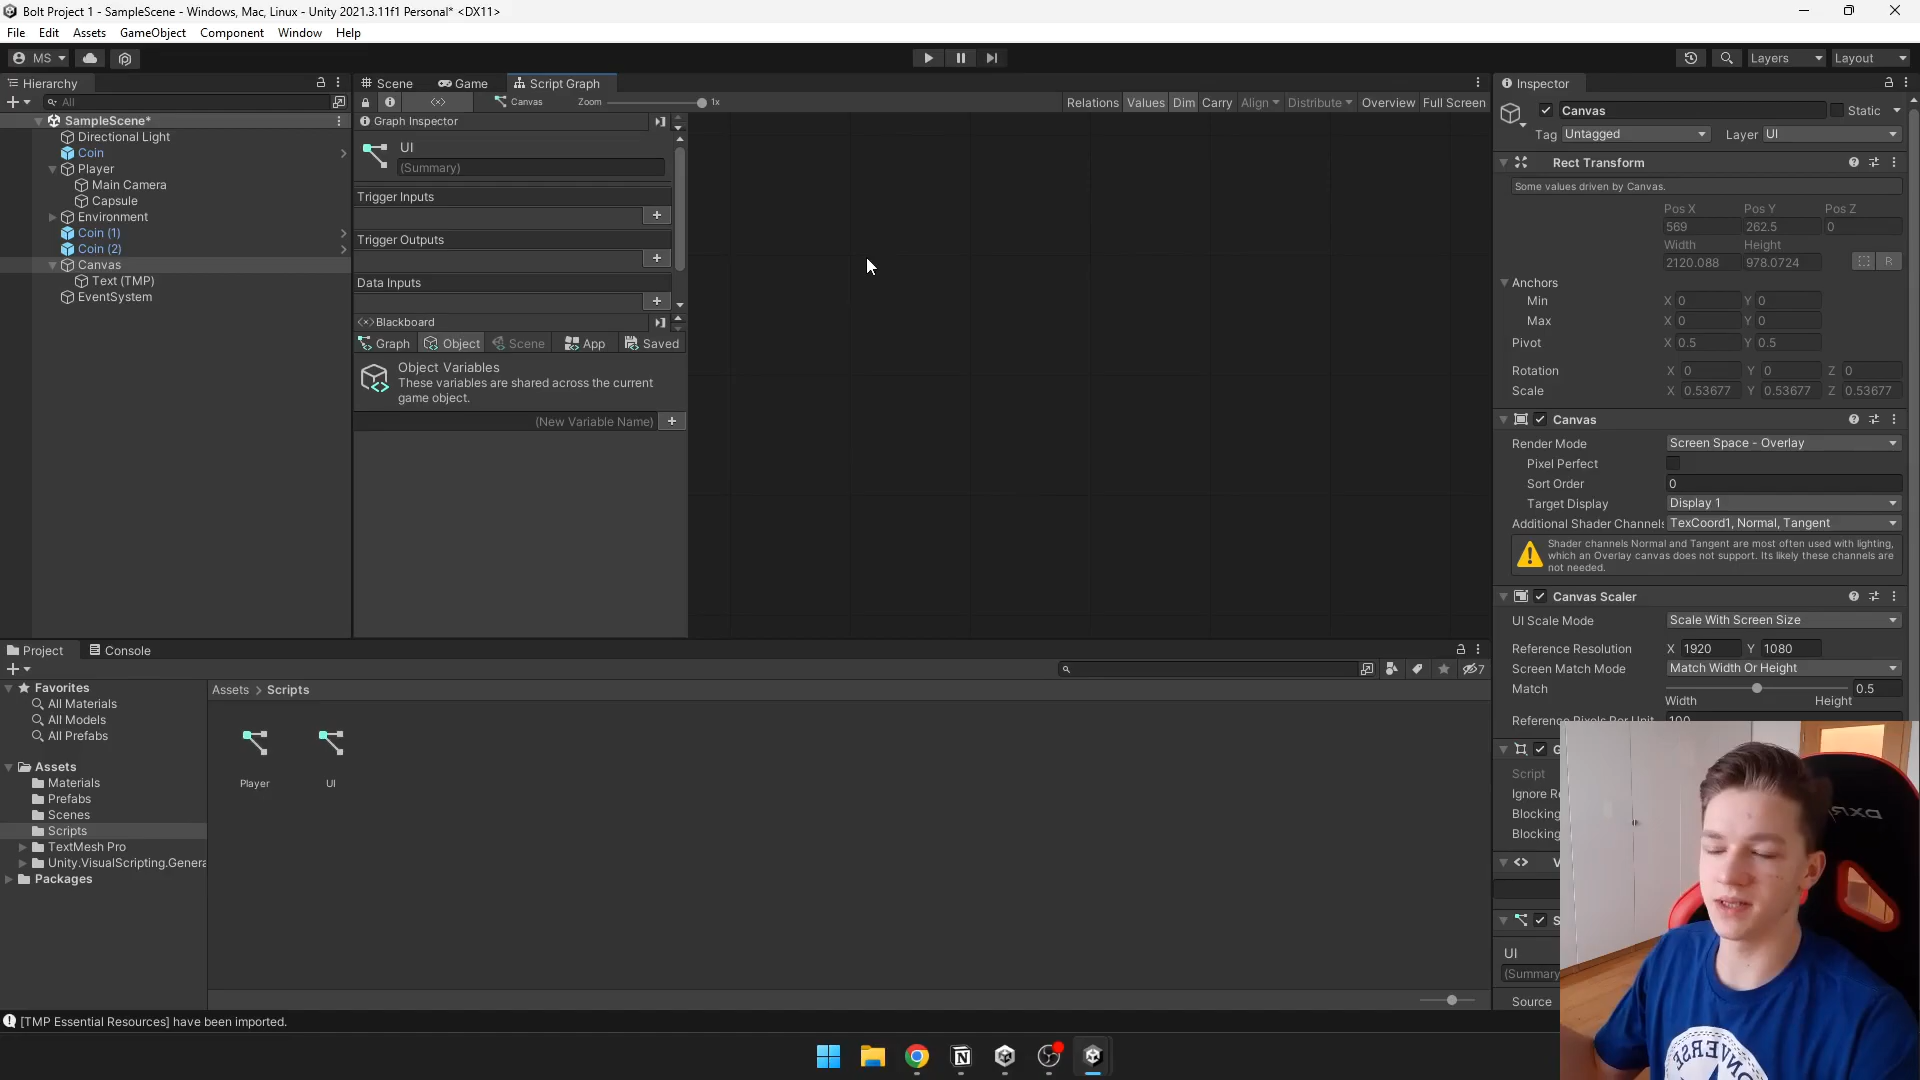 Bolt Project 1 - SampleScene - Windows, Mac, Linux - Unity 2021.3.11f1 Personal* <DX11>
File Edit Assets GameObject Component Window Help
MS
Layers Layout
Hierarchy
All
SampleScene*
Directional Light
Coin
Player
Main Camera
Capsule
Environment
Coin (1)
Coin (2)
Canvas
Text (TMP)
EventSystem
Scene Game Script Graph
Canvas Zoom 1x Relations Values Dim Carry Align Distribute Overview Full Screen
Graph Inspector
UI
(Summary)
Trigger Inputs
Trigger Outputs
Data Inputs
Blackboard
Graph Object Scene App Saved
Object Variables
These variables are shared across the current
game object.
(New Variable Name)
Inspector
Canvas Static
Tag Untagged Layer UI
Rect Transform
Some values driven by Canvas.
Pos X Pos Y Pos Z
569 262.5 0
Width Height
2120.088 978.0724 R
Anchors
Min X 0 Y 0
Max X 0 Y 0
Pivot X 0.5 Y 0.5
Rotation X 0 Y 0 Z 0
Scale X 0.53677 Y 0.53677 Z 0.53677
Canvas
Render Mode Screen Space - Overlay
Pixel Perfect
Sort Order 0
Target Display Display 1
Additional Shader Channels TexCoord1, Normal, Tangent
Shader channels Normal and Tangent are most often used with lighting,
which an Overlay canvas does not support. Its likely these channels are
not needed.
Canvas Scaler
UI Scale Mode Scale With Screen Size
Reference Resolution X 1920 Y 1080
Screen Match Mode Match Width Or Height
Match 0.5
Width Height
Reference Pixels Per Unit 100
G
Script
Ignore Re
Blocking
Blocking
V
S
UI
(Summary
Source
Project Console
7
Favorites
All Materials
All Models
All Prefabs
Assets
Materials
Prefabs
Scenes
Scripts
TextMesh Pro
Unity.VisualScripting.Genera
Packages
Assets > Scripts
Player UI
[TMP Essential Resources] have been imported.